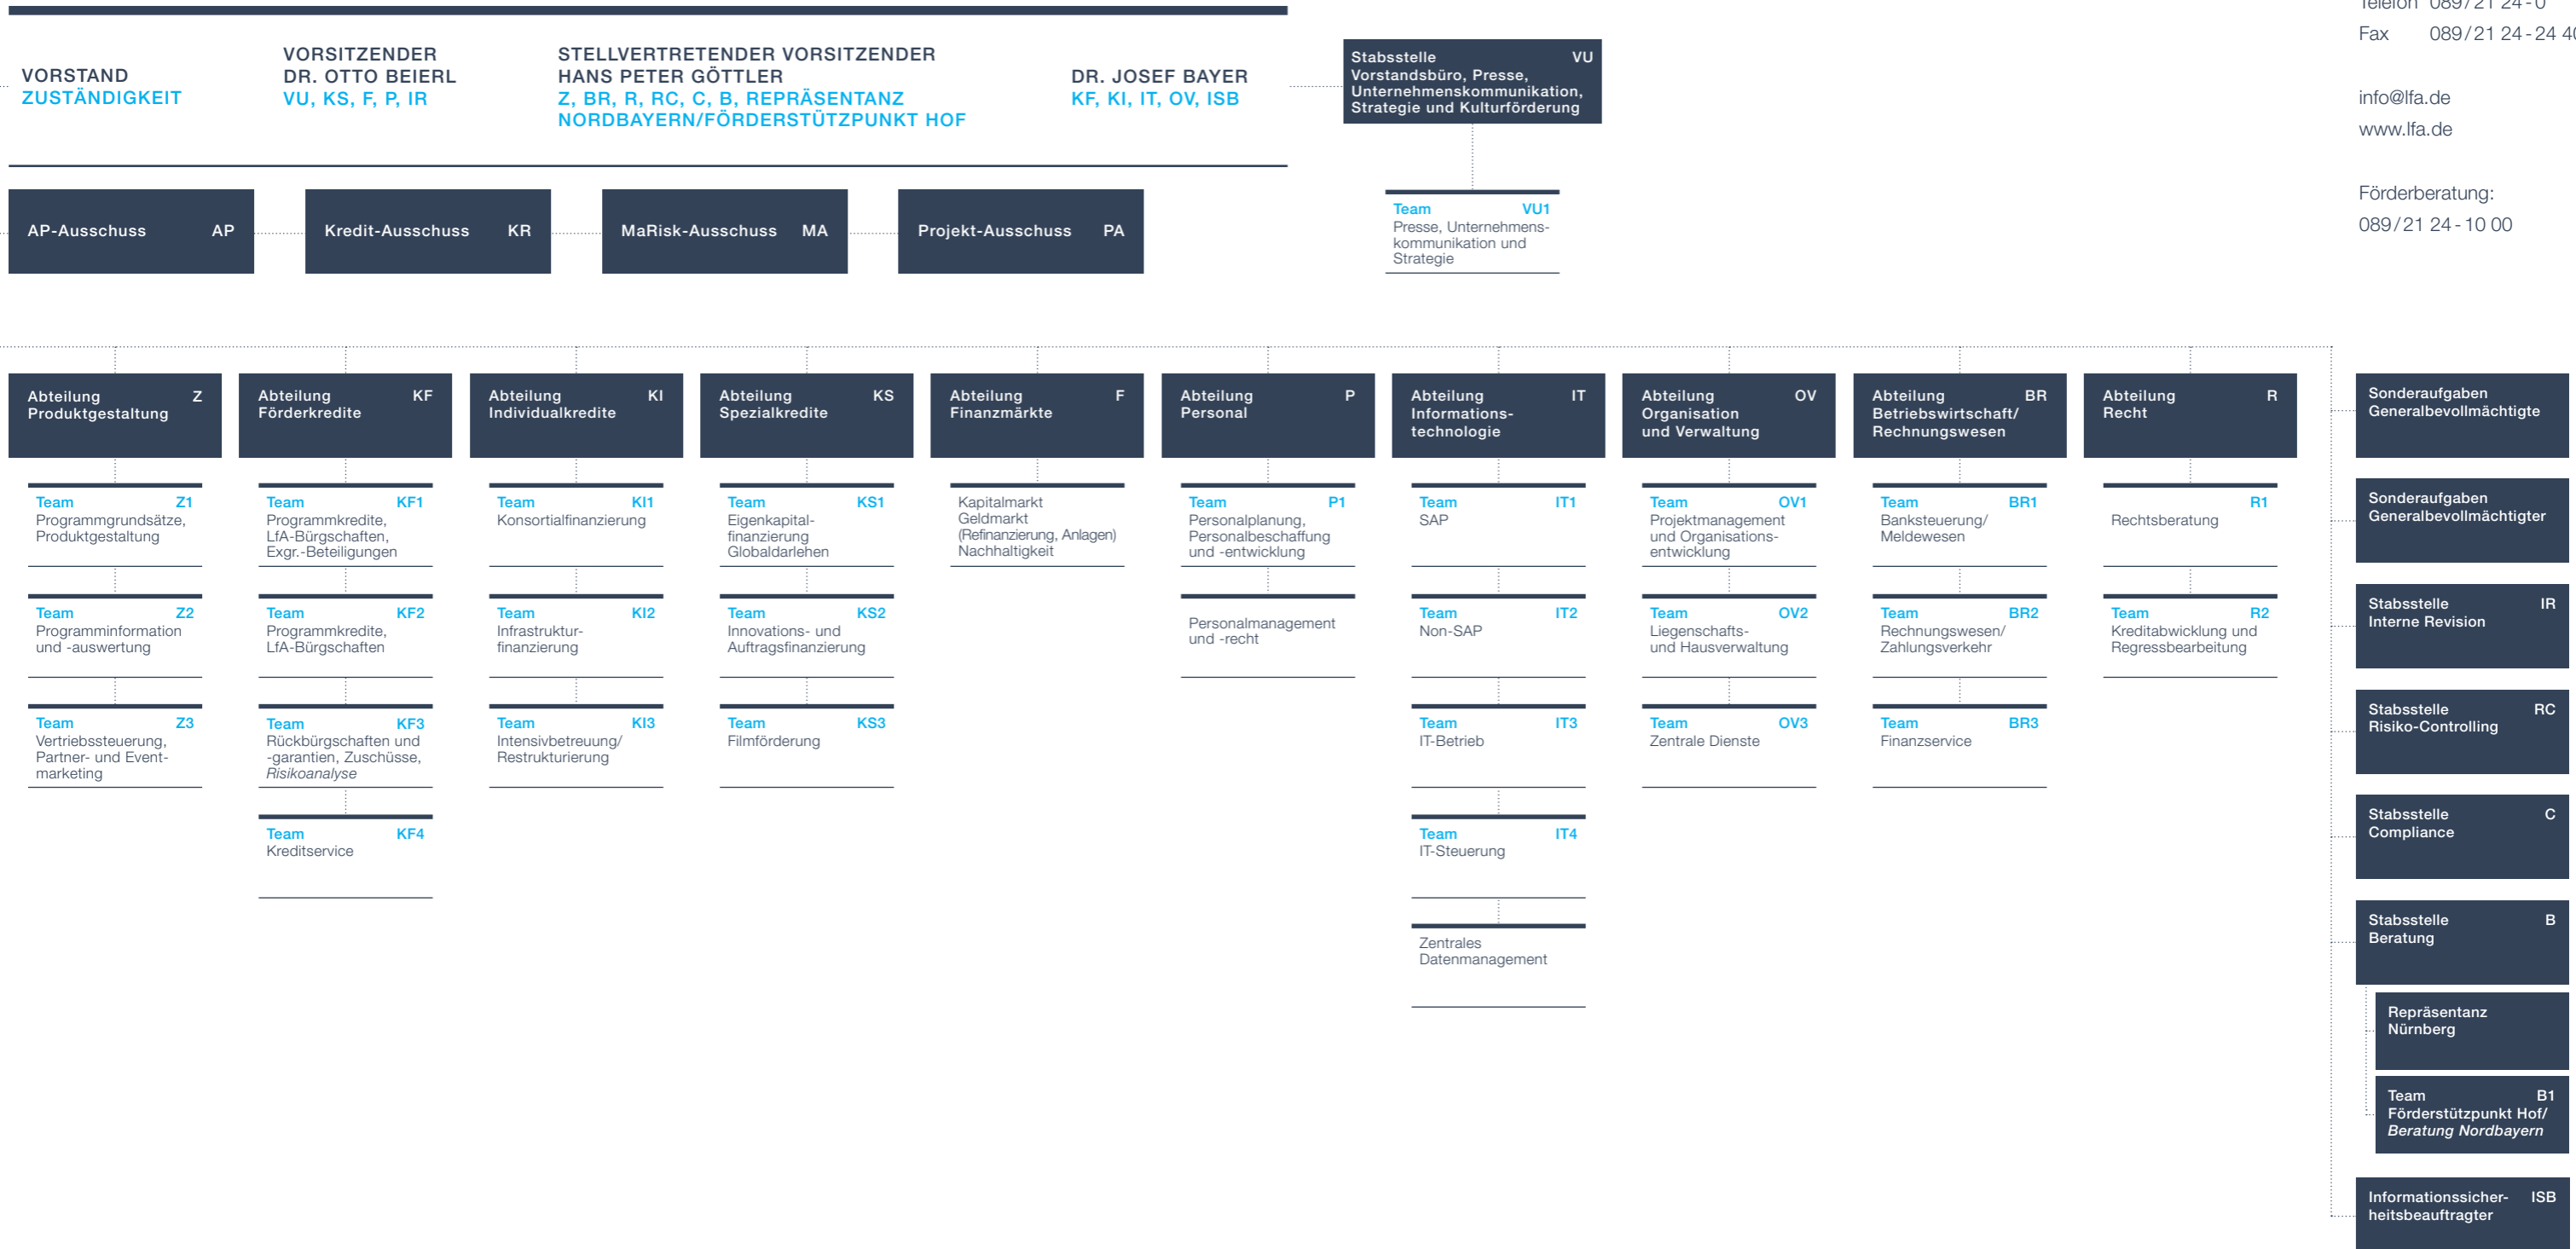 Telefon 089/21 24-0
Fax 089/21 24-24 40
info@lfa.de
www.lfa.de
Förderberatung:
089/21 24-10 00
VORSTAND
ZUSTÄNDIGKEIT
VORSITZENDER
DR. OTTO BEIERL
VU, KS, F, P, IR
STELLVERTRETENDER VORSITZENDER
HANS PETER GÖTTLER
Z, BR, R, RC, C, B, REPRÄSENTANZ
NORDBAYERN/FÖRDERSTÜTZPUNKT HOF
DR. JOSEF BAYER
KF, KI, IT, OV, ISB
Stabsstelle VU
Vorstandsbüro, Presse,
Unternehmenskommunikation,
Strategie und Kulturförderung
Team VU1
Presse, Unternehmens-
kommunikation und
Strategie
AP-Ausschuss AP
Kredit-Ausschuss KR
MaRisk-Ausschuss MA
Projekt-Ausschuss PA
Abteilung Z
Produktgestaltung
Team Z1
Programmgrundsätze,
Produktgestaltung
Team Z2
Programminformation
und -auswertung
Team Z3
Vertriebssteuerung,
Partner- und Event-
marketing
Abteilung KF
Förderkredite
Team KF1
Programmkredite,
LfA-Bürgschaften,
Exgr.-Beteiligungen
Team KF2
Programmkredite,
LfA-Bürgschaften
Team KF3
Rückbürgschaften und
-garantien, Zuschüsse,
Risikoanalyse
Team KF4
Kreditservice
Abteilung KI
Individualkredite
Team KI1
Konsortialfinanzierung
Team KI2
Infrastruktur-
finanzierung
Team KI3
Intensivbetreuung/
Restrukturierung
Abteilung KS
Spezialkredite
Team KS1
Eigenkapital-
finanzierung
Globaldarlehen
Team KS2
Innovations- und
Auftragsfinanzierung
Team KS3
Filmförderung
Abteilung F
Finanzmärkte
Kapitalmarkt
Geldmarkt
(Refinanzierung, Anlagen)
Nachhaltigkeit
Abteilung P
Personal
Team P1
Personalplanung,
Personalbeschaffung
und -entwicklung
Personalmanagement
und -recht
Abteilung IT
Informations-
technologie
Team IT1
SAP
Team IT2
Non-SAP
Team IT3
IT-Betrieb
Team IT4
IT-Steuerung
Zentrales
Datenmanagement
Abteilung OV
Organisation
und Verwaltung
Team OV1
Projektmanagement
und Organisations-
entwicklung
Team OV2
Liegenschafts-
und Hausverwaltung
Team OV3
Zentrale Dienste
Abteilung BR
Betriebswirtschaft/
Rechnungswesen
Team BR1
Banksteuerung/
Meldewesen
Team BR2
Rechnungswesen/
Zahlungsverkehr
Team BR3
Finanzservice
Abteilung R
Recht
R1
Rechtsberatung
Team R2
Kreditabwicklung und
Regressbearbeitung
Sonderaufgaben
Generalbevollmächtigte
Sonderaufgaben
Generalbevollmächtigter
Stabsstelle IR
Interne Revision
Stabsstelle RC
Risiko-Controlling
Stabsstelle C
Compliance
Stabsstelle B
Beratung
Repräsentanz
Nürnberg
Team B1
Förderstützpunkt Hof/
Beratung Nordbayern
Informationssicher- ISB
heitsbeauftragter